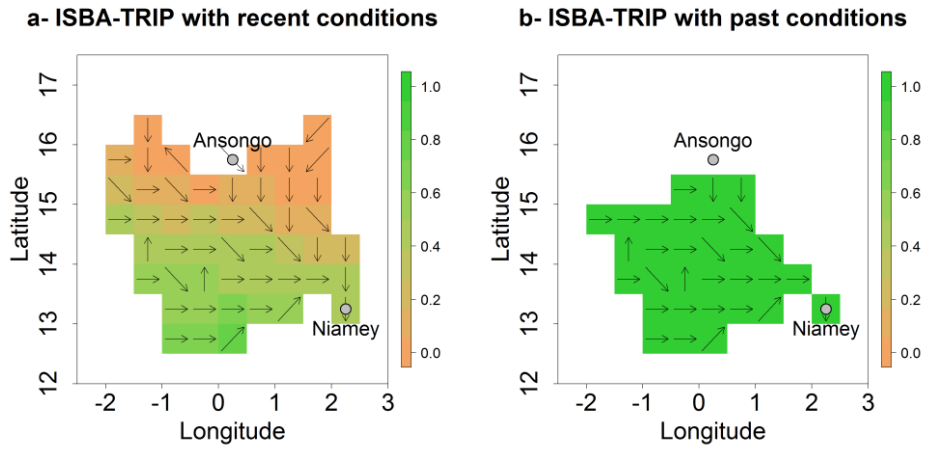 a- ISBA-TRIP with recent conditions
b- ISBA-TRIP with past conditions
Latitude
17
16
15
14
13
12
Ansongo
Niamey
-2 -1 0 1 2 3
Longitude
1.0
0.8
0.6
0.4
0.2
0.0
Latitude
17
16
15
14
13
12
Ansongo
Niamey
-2 -1 0 1 2 3
Longitude
1.0
0.8
0.6
0.4
0.2
0.0